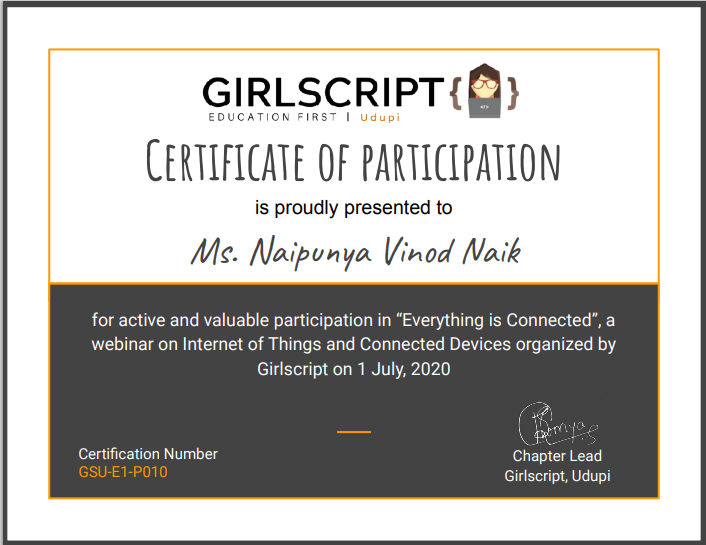 GIRLSCRIPT
EDUCATION FIRST | Udupi
CERTIFICATE OF PARTICIPATION
is proudly presented to
Ms. Naipunya Vinod Naik
for active and valuable participation in “Everything is Connected”, a
webinar on Internet of Things and Connected Devices organized by
Girlscript on 1 July, 2020
Certification Number
GSU-E1-P010
Chapter Lead
Girlscript, Udupi